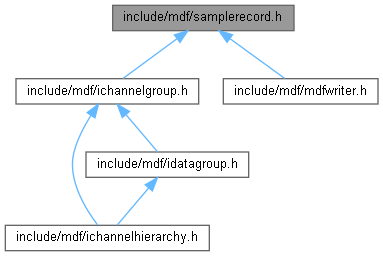 include/mdf/samplerecord.h
include/mdf/ichannelgroup.h
include/mdf/mdfwriter.h
include/mdf/idatagroup.h
include/mdf/ichannelhierarchy.h